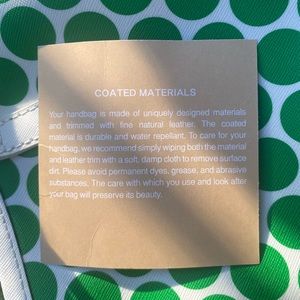 COATED MATERIALS
Your handbag is made of uniquely designed materials
and trimmed with fine natural leather. The coated
material is durable and water repellant. To care for your
handbag, we recommend simply wiping both the material
and leather trim with a soft, damp cloth to remove surface
dirt. Please avoid permanent dyes, grease, and abrasive
substances. The care with which you use and look after
your bag will preserve its beauty.